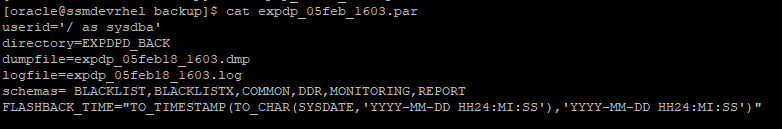 [oracle@ssmdevrhel backup]$ cat expdp_05feb_1603.par
userid='/ as sysdba'
directory=EXPDPD_BACK
dumpfile=expdp_05feb18_1603.dmp
logfile=expdp_05feb18_1603.log
schemas= BLACKLIST,BLACKLISTX,COMMON,DDR,MONITORING,REPORT
FLASHBACK_TIME="TO_TIMESTAMP(TO_CHAR(SYSDATE,'YYYY-MM-DD HH24:MI:SS'),'YYYY-MM-DD HH24:MI:SS')"